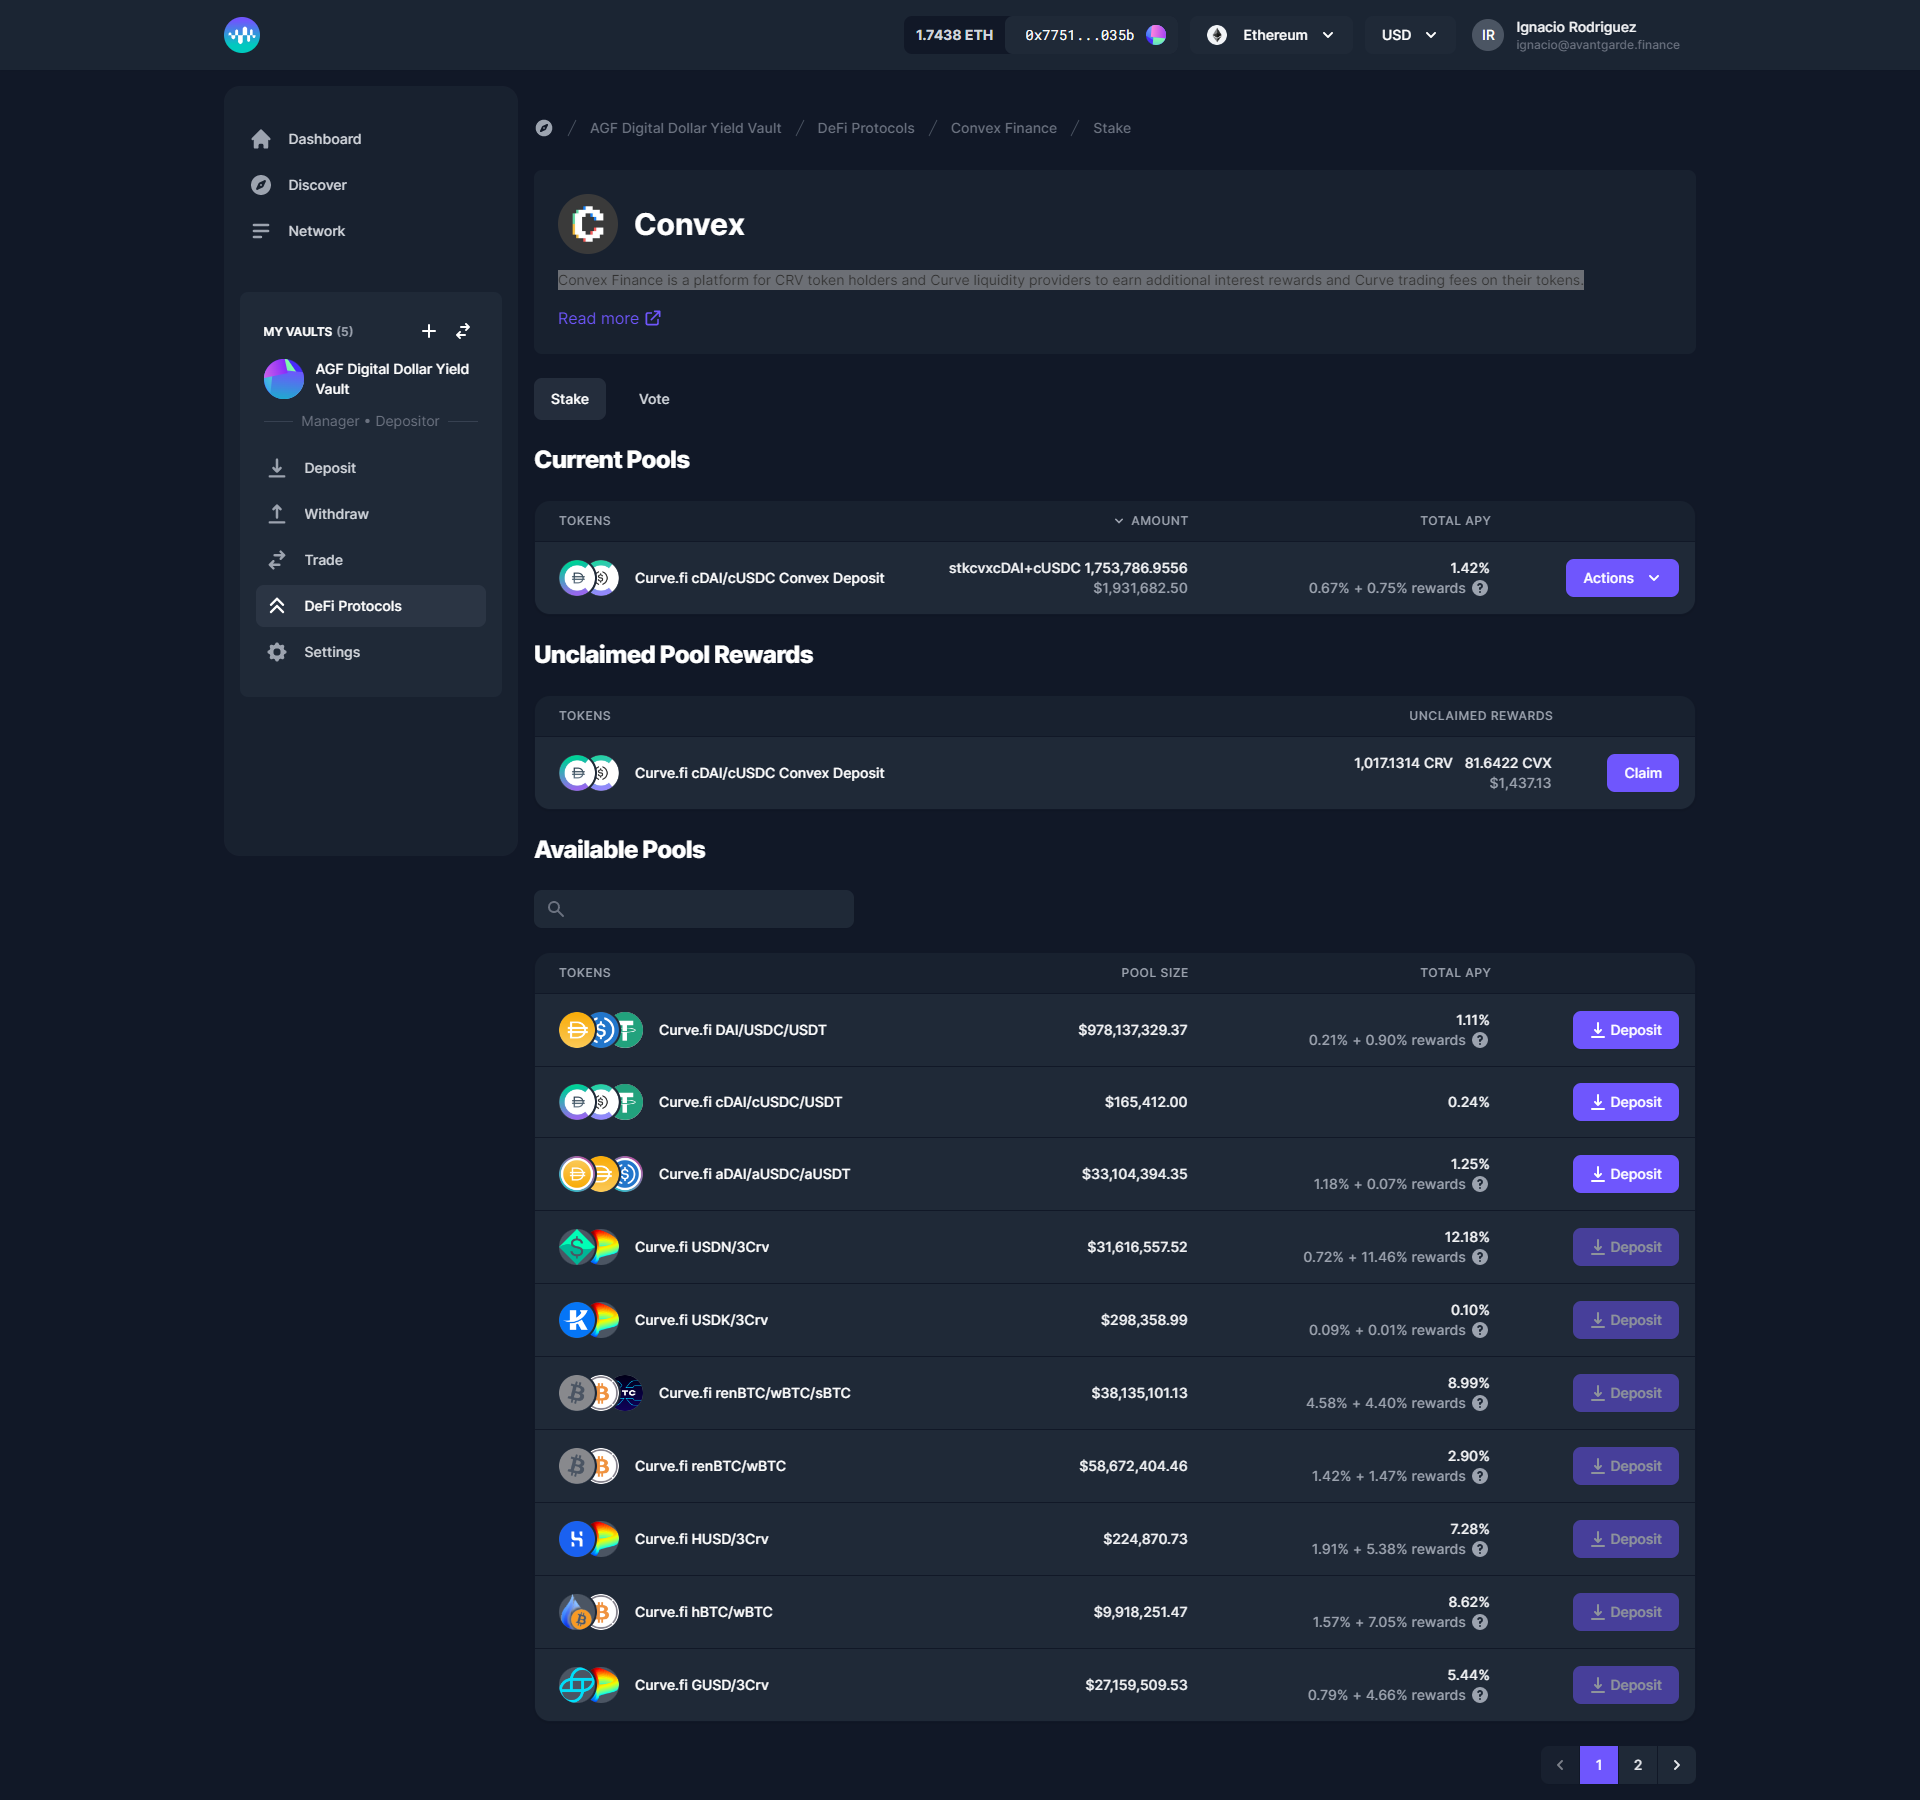 1.7438 ETH 0x7751...035b Ethereum USD IR Ignacio Rodriguez
ignacio@avantgarde.finance
Dashboard
Discover
Network
MY VAULTS (5)
AGF Digital Dollar Yield
Vault
Manager • Depositor
Deposit
Withdraw
Trade
DeFi Protocols
Settings
/ AGF Digital Dollar Yield Vault / DeFi Protocols / Convex Finance / Stake
Convex
Convex Finance is a platform for CRV token holders and Curve liquidity providers to earn additional interest rewards and Curve trading fees on their tokens.
Read more
Stake Vote
Current Pools
TOKENS AMOUNT TOTAL APY
Curve.fi cDAI/cUSDC Convex Deposit stkcvxcDAI+cUSDC 1,753,786.9556 1.42% Actions
$1,931,682.50 0.67% + 0.75% rewards ?
Unclaimed Pool Rewards
TOKENS UNCLAIMED REWARDS
Curve.fi cDAI/cUSDC Convex Deposit 1,017.1314 CRV 81.6422 CVX Claim
$1,437.13
Available Pools
TOKENS POOL SIZE TOTAL APY
Curve.fi DAI/USDC/USDT $978,137,329.37 1.11% Deposit
0.21% + 0.90% rewards ?
Curve.fi cDAI/cUSDC/USDT $165,412.00 0.24% Deposit
Curve.fi aDAI/aUSDC/aUSDT $33,104,394.35 1.25% Deposit
1.18% + 0.07% rewards ?
Curve.fi USDN/3Crv $31,616,557.52 12.18% Deposit
0.72% + 11.46% rewards ?
Curve.fi USDK/3Crv $298,358.99 0.10% Deposit
0.09% + 0.01% rewards ?
Curve.fi renBTC/wBTC/sBTC $38,135,101.13 8.99% Deposit
4.58% + 4.40% rewards ?
Curve.fi renBTC/wBTC $58,672,404.46 2.90% Deposit
1.42% + 1.47% rewards ?
Curve.fi HUSD/3Crv $224,870.73 7.28% Deposit
1.91% + 5.38% rewards ?
Curve.fi hBTC/wBTC $9,918,251.47 8.62% Deposit
1.57% + 7.05% rewards ?
Curve.fi GUSD/3Crv $27,159,509.53 5.44% Deposit
0.79% + 4.66% rewards ?
1 2